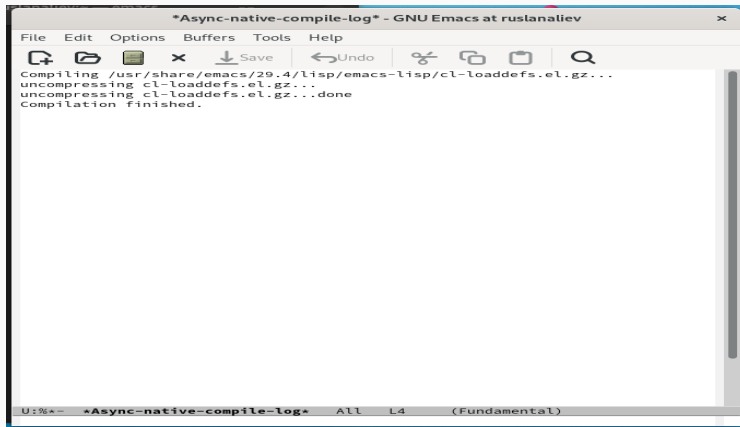 *Async-native-compile-log* - GNU Emacs at ruslanaliev
File Edit Options Buffers Tools Help
Save Undo
Compiling /usr/share/emacs/29.4/lisp/emacs-lisp/cl-loaddefs.el.gz...
uncompressing cl-loaddefs.el.gz...
uncompressing cl-loaddefs.el.gz...done
Compilation finished.
U:%*- *Async-native-compile-log* All L4 (Fundamental)